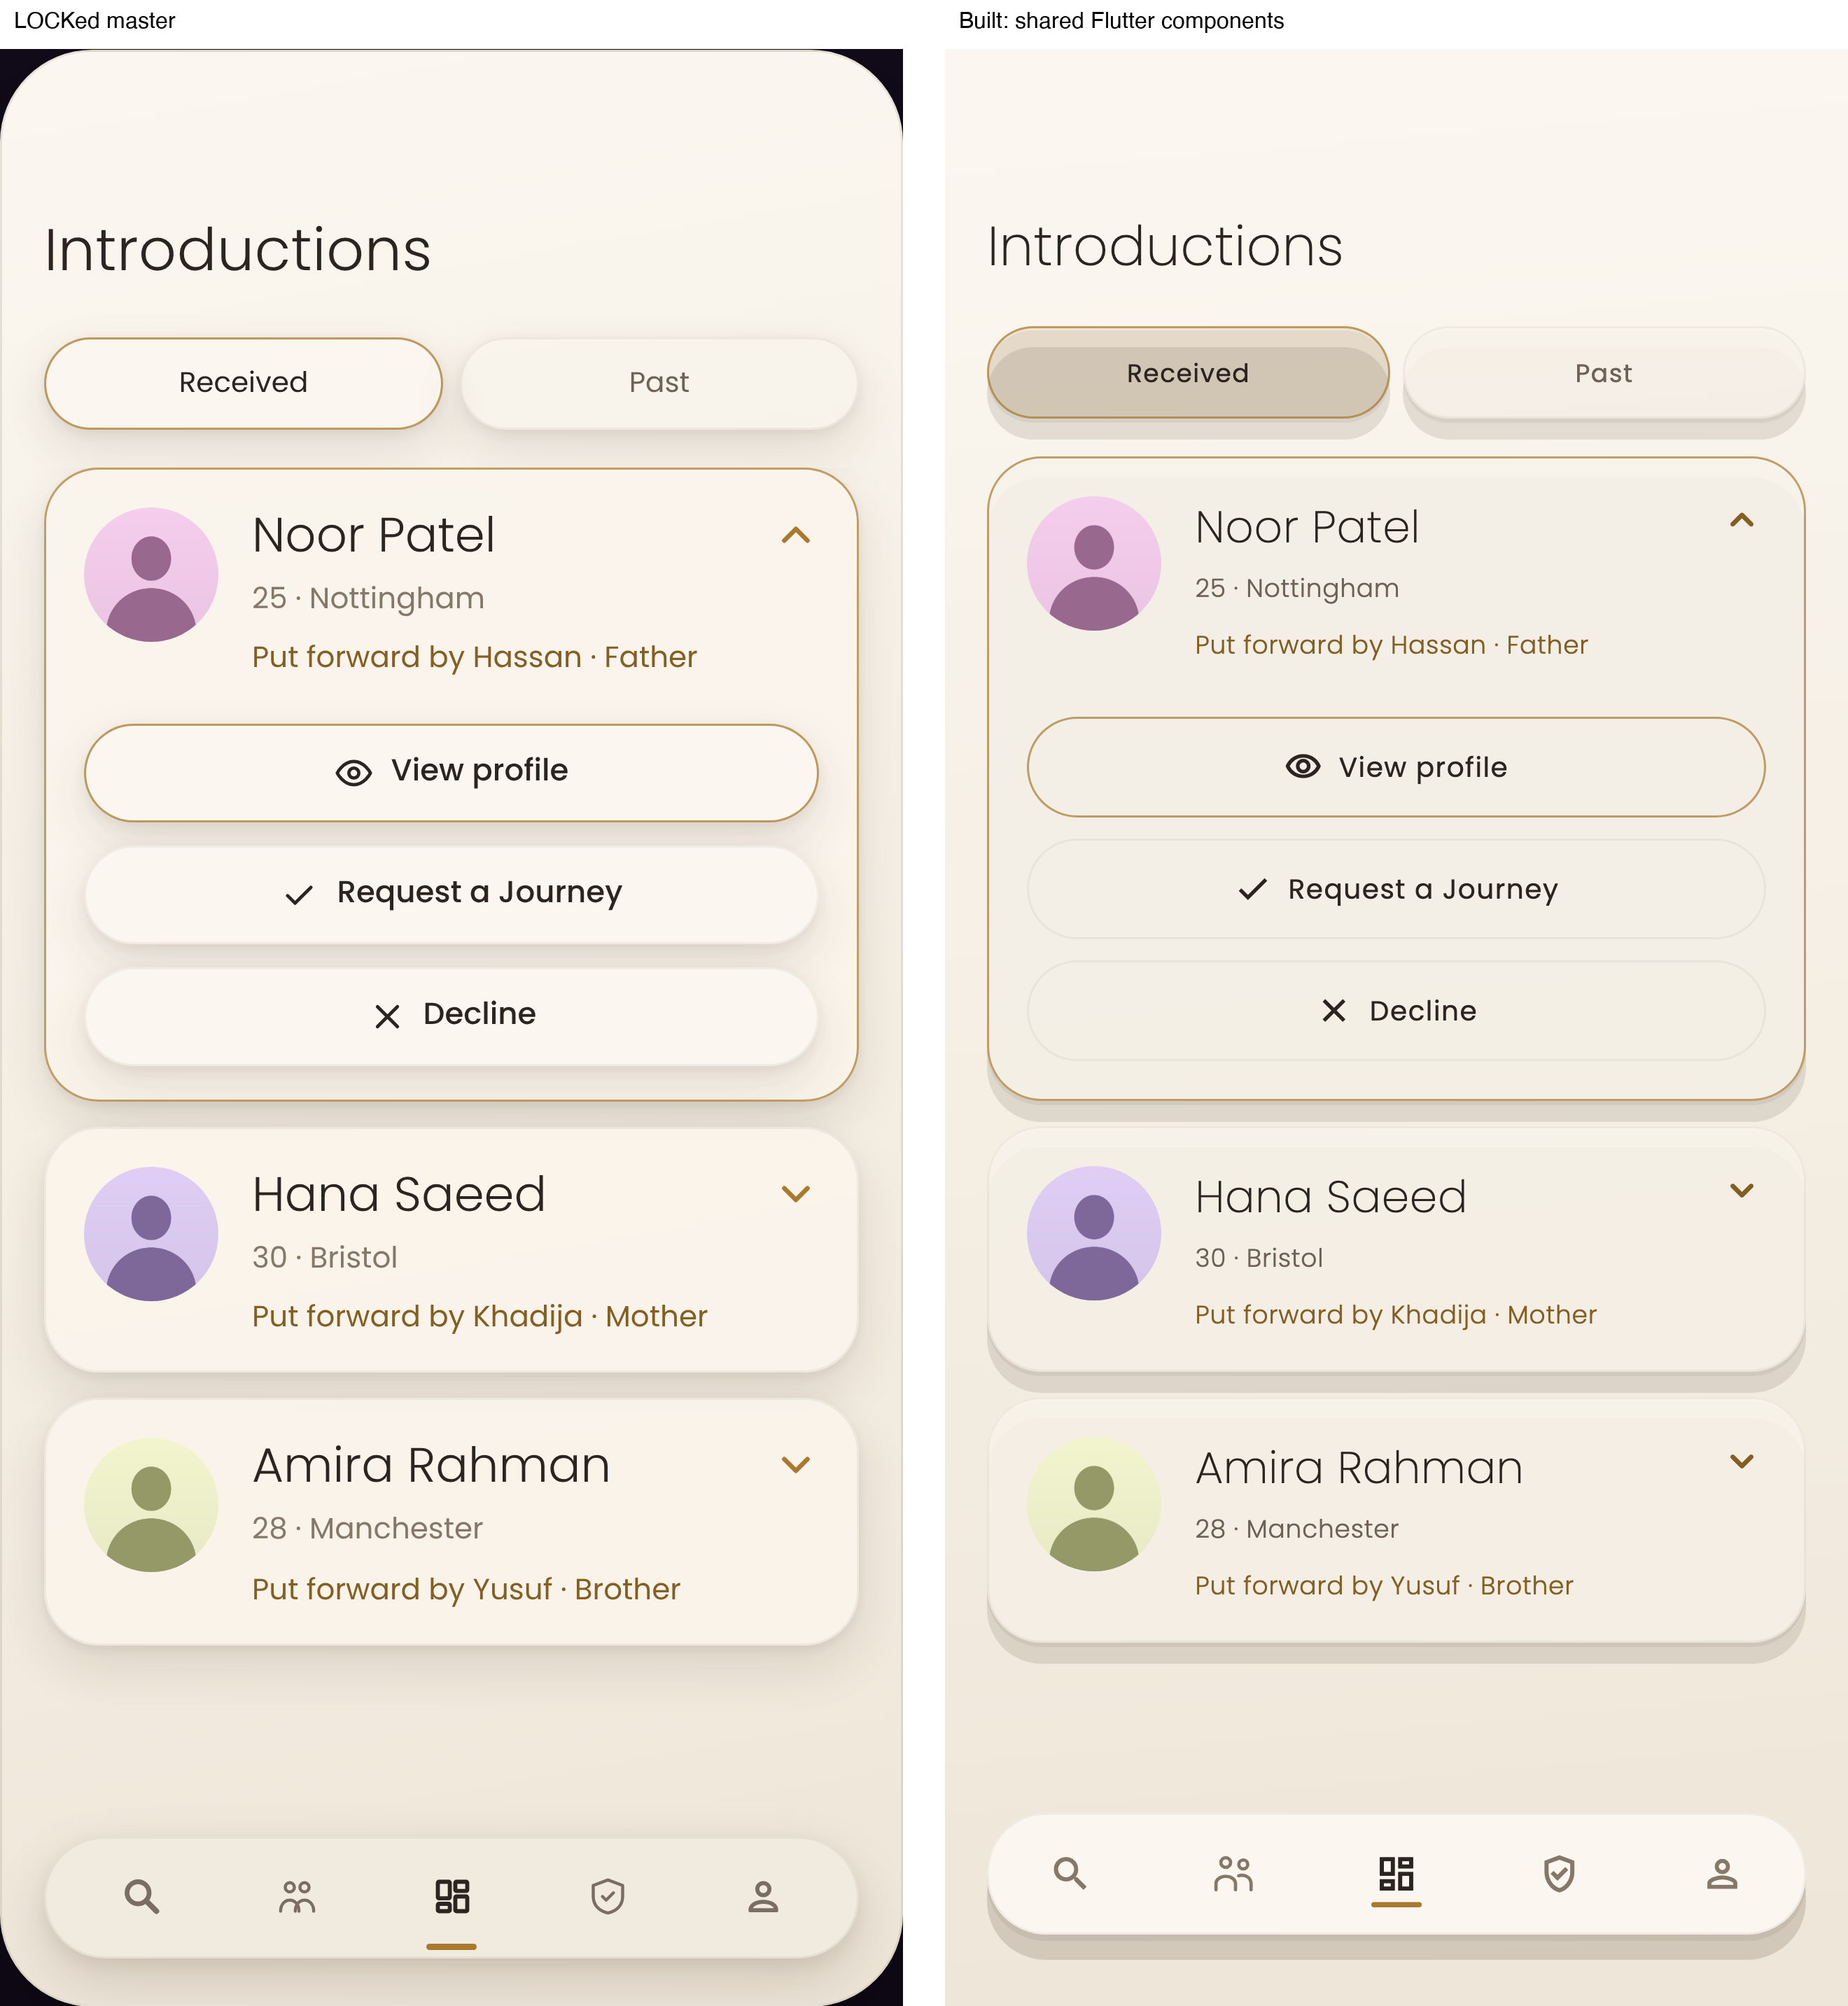 LOCKed master
Introductions
Received
Past
Noor Patel
25 · Nottingham
Put forward by Hassan · Father
View profile
Request a Journey
Decline
Hana Saeed
30 · Bristol
Put forward by Khadija · Mother
Amira Rahman
28 · Manchester
Put forward by Yusuf · Brother
Built: shared Flutter components
Introductions
Received
Past
Noor Patel
25 · Nottingham
Put forward by Hassan · Father
View profile
Request a Journey
Decline
Hana Saeed
30 · Bristol
Put forward by Khadija · Mother
Amira Rahman
28 · Manchester
Put forward by Yusuf · Brother